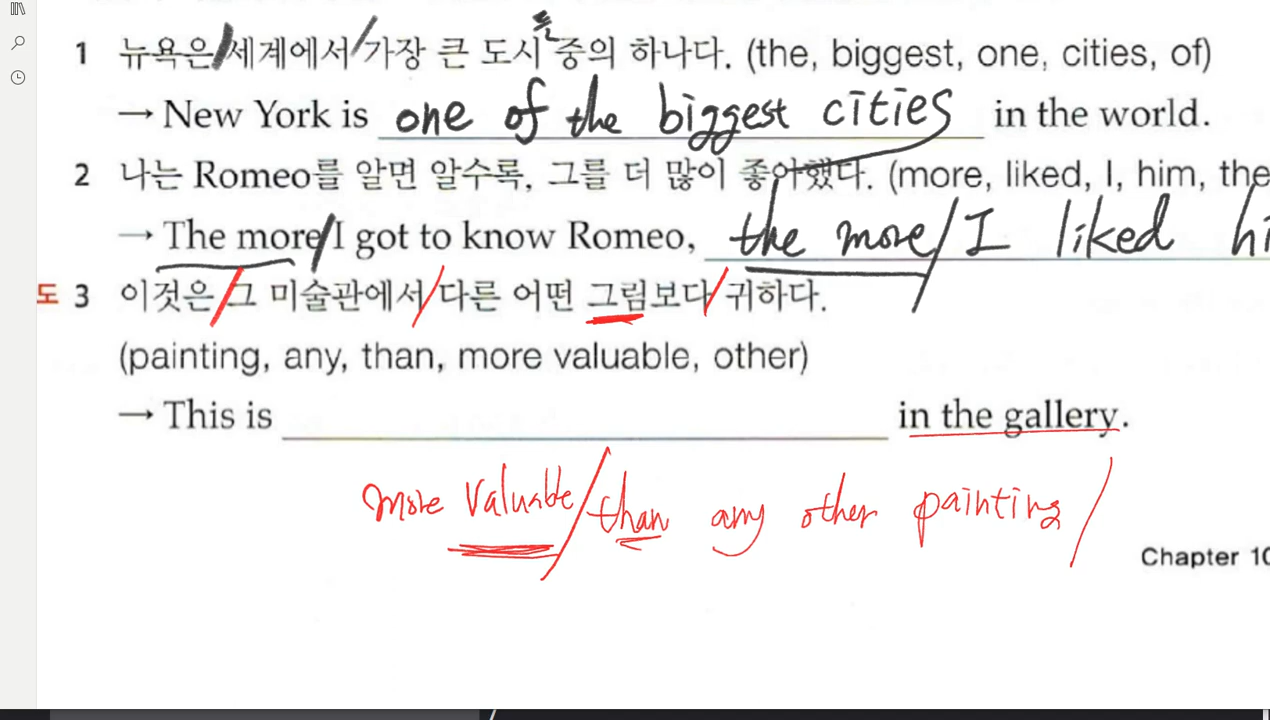 1 뉴욕은/세계에서/가장 큰 도시들 중의 하나다. (the, biggest, one, cities, of)
→ New York is one of the biggest cities in the world.
2 나는 Romeo를 알면 알수록, 그를 더 많이 좋아했다. (more, liked, I, him, the
→ The more/I got to know Romeo, the more/I liked hi
도 3 이것은/그 미술관에서/다른 어떤 그림보다/귀하다.
(painting, any, than, more valuable, other)
→ This is in the gallery.
more valuable/than any other painting/
Chapter 10